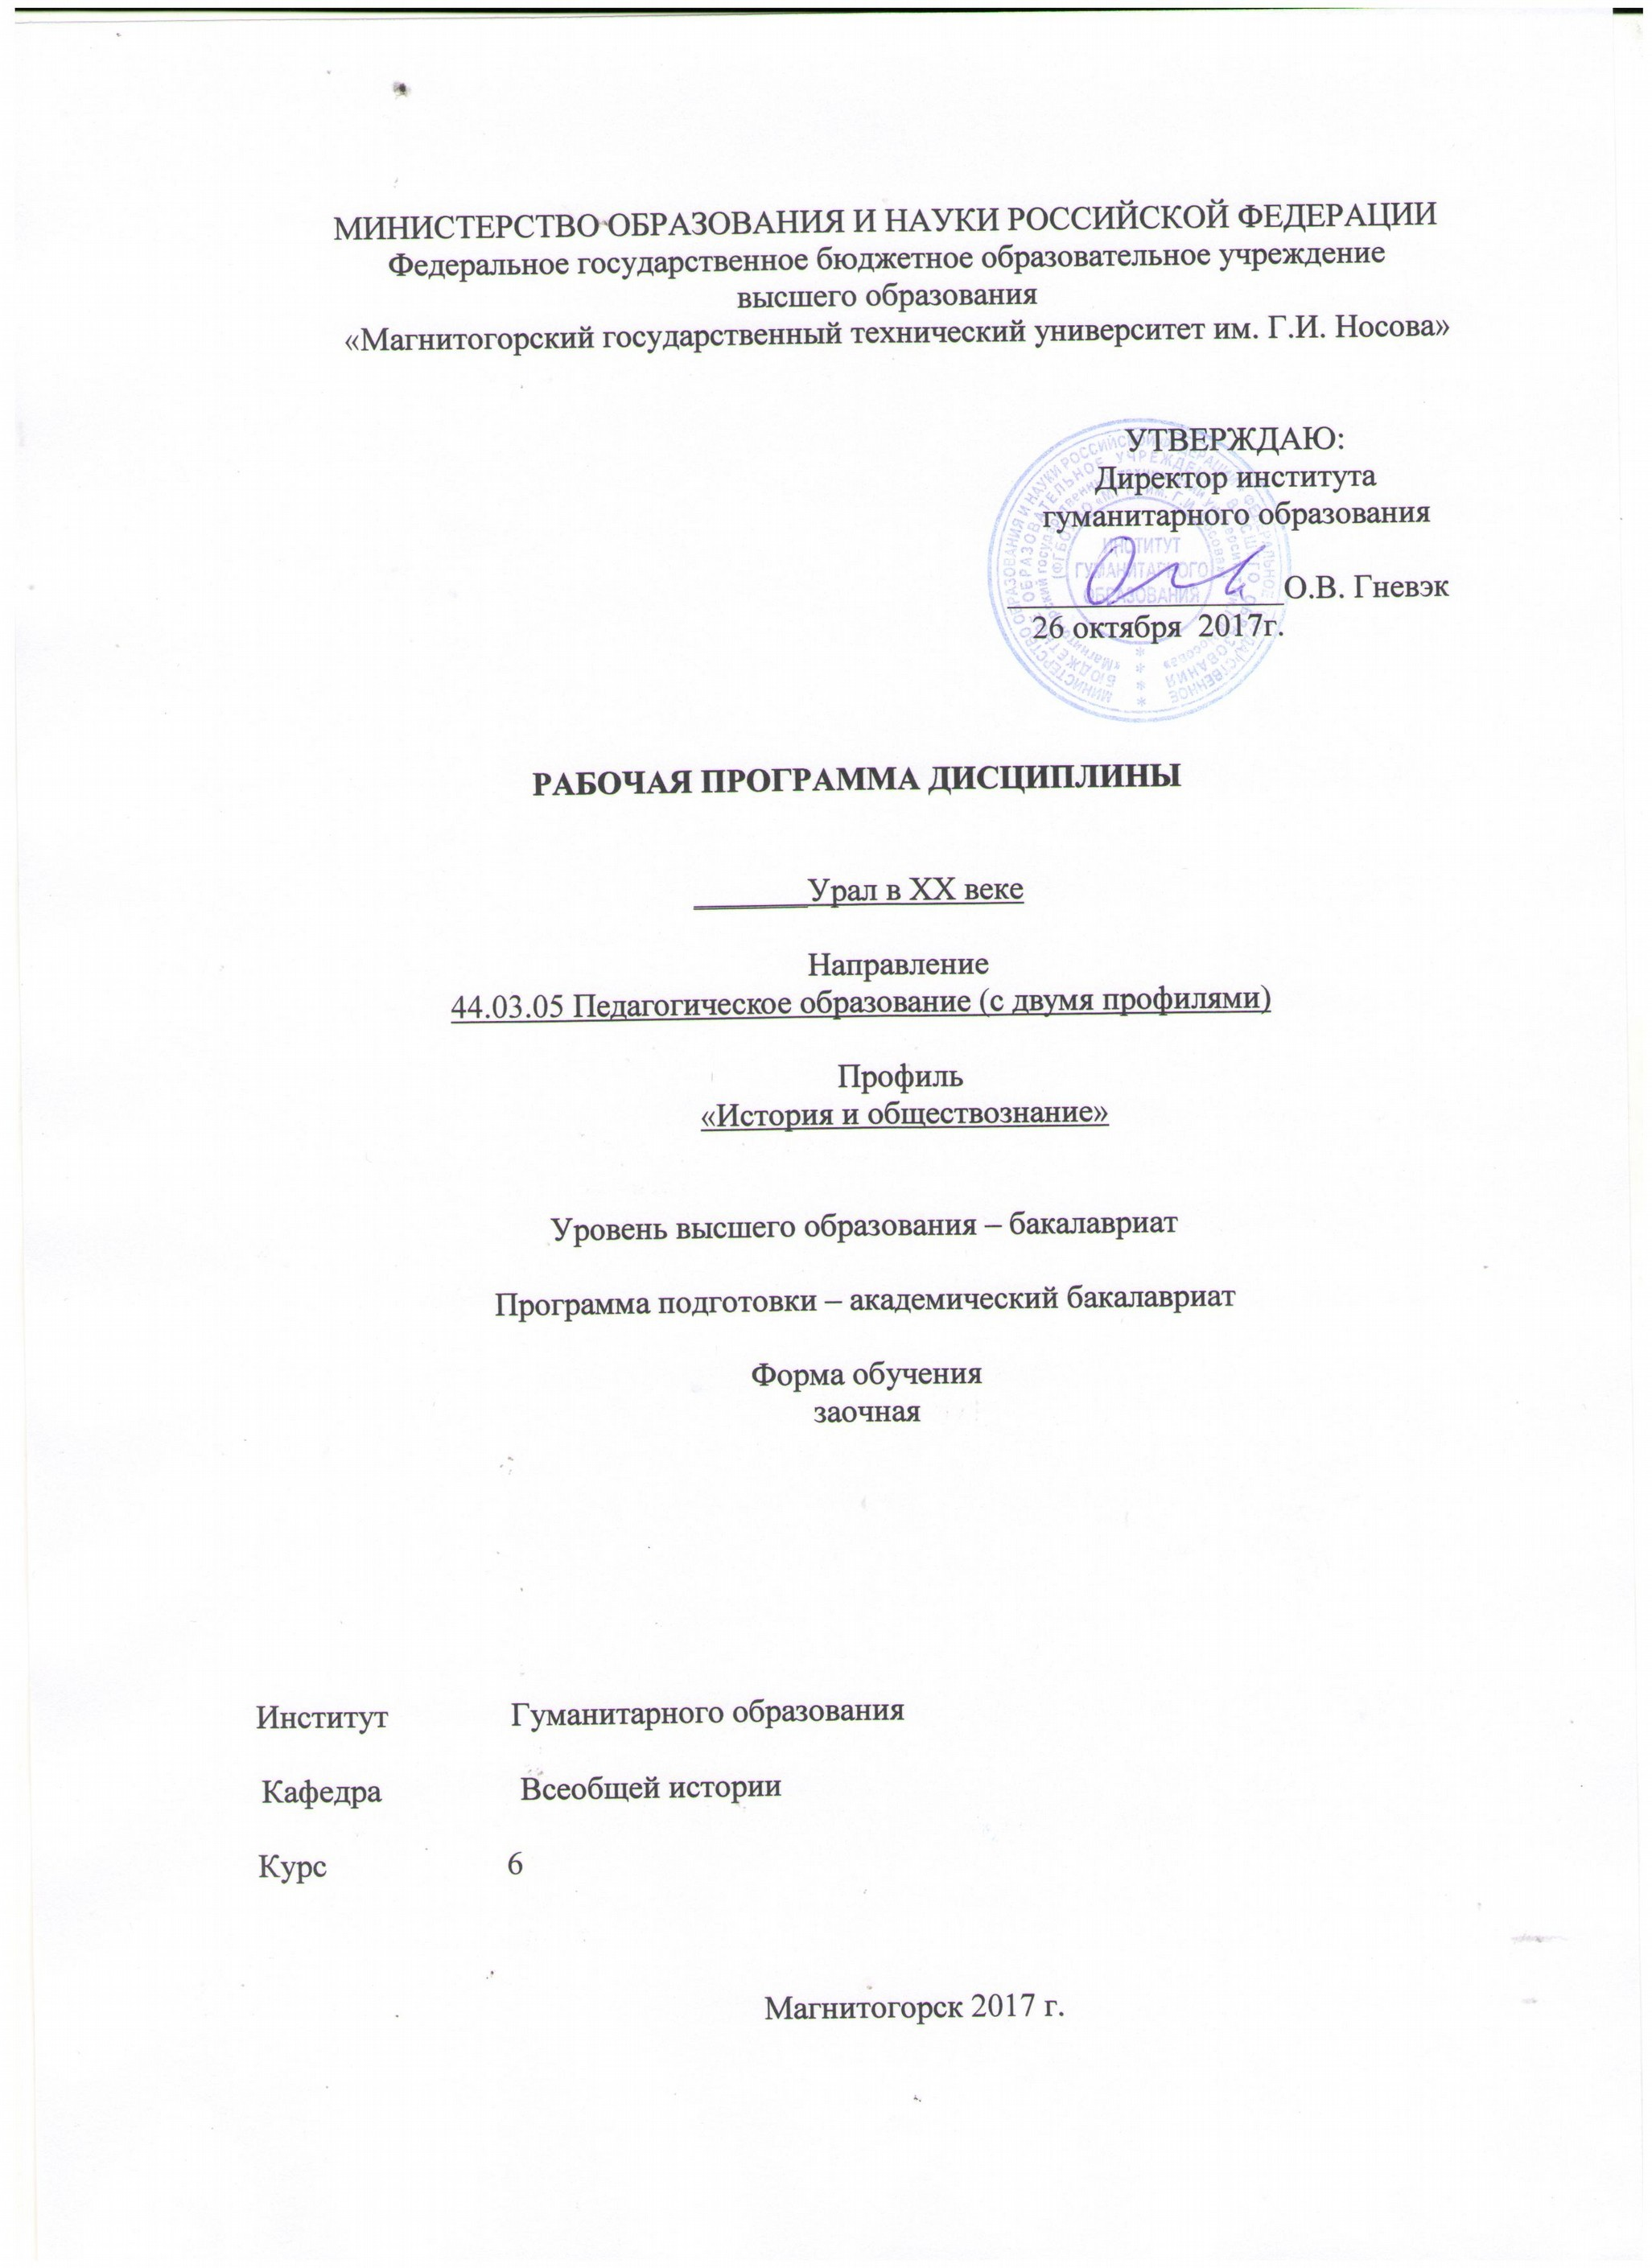 МИНИСТЕРСТВО ОБРАЗОВАНИЯ И НАУКИ РОССИЙСКОЙ ФЕДЕРАЦИИ
Федеральное государственное бюджетное образовательное учреждение
высшего образования
«Магнитогорский государственный технический университет им. Г.И. Носова»
УТВЕРЖДАЮ:
Директор института
гуманитарного образования
ИНСТИТУТ
ГУМАНИТАРНОГО
ОБРАЗОВАНИЯ
О.В. Гневэк
26 октября 2017г.
РАБОЧАЯ ПРОГРАММА ДИСЦИПЛИНЫ
Урал в XX веке
Направление
44.03.05 Педагогическое образование (с двумя профилями)
Профиль
«История и обществознание»
Уровень высшего образования – бакалавриат
Программа подготовки – академический бакалавриат
Форма обучения
заочная
Институт Гуманитарного образования
Кафедра Всеобщей истории
Курс 6
Магнитогорск 2017 г.